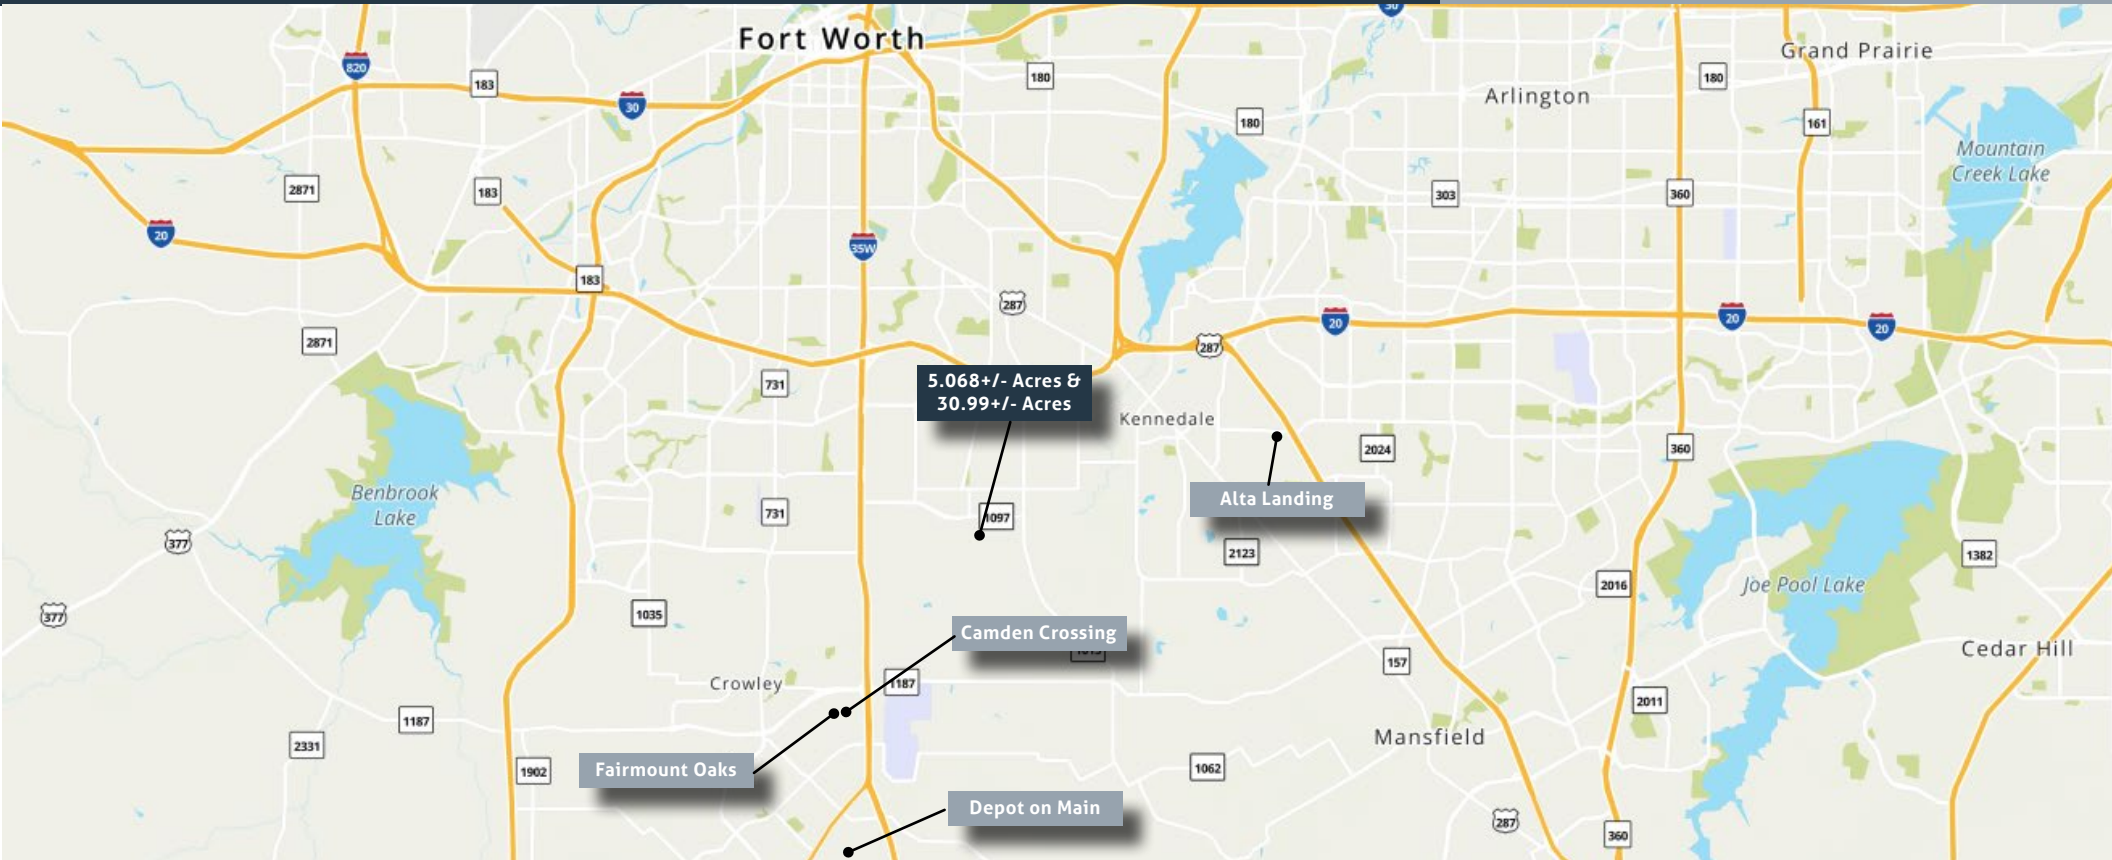 30
Fort Worth
Grand Prairie
820
183
180
180
30
Arlington
180
161
Mountain
Creek Lake
2871
183
303
360
20
35W
183
287
20
20
20
2871
287
731
5.068+/- Acres &
30.99+/- Acres
Kennedale
2024
360
Benbrook
Lake
Alta Landing
731
1097
377
2123
1382
Joe Pool Lake
2016
377
1035
Camden Crossing
Cedar Hill
157
Crowley
1187
2011
1187
2331
Mansfield
Fairmount Oaks
1902
1062
Depot on Main
287
360